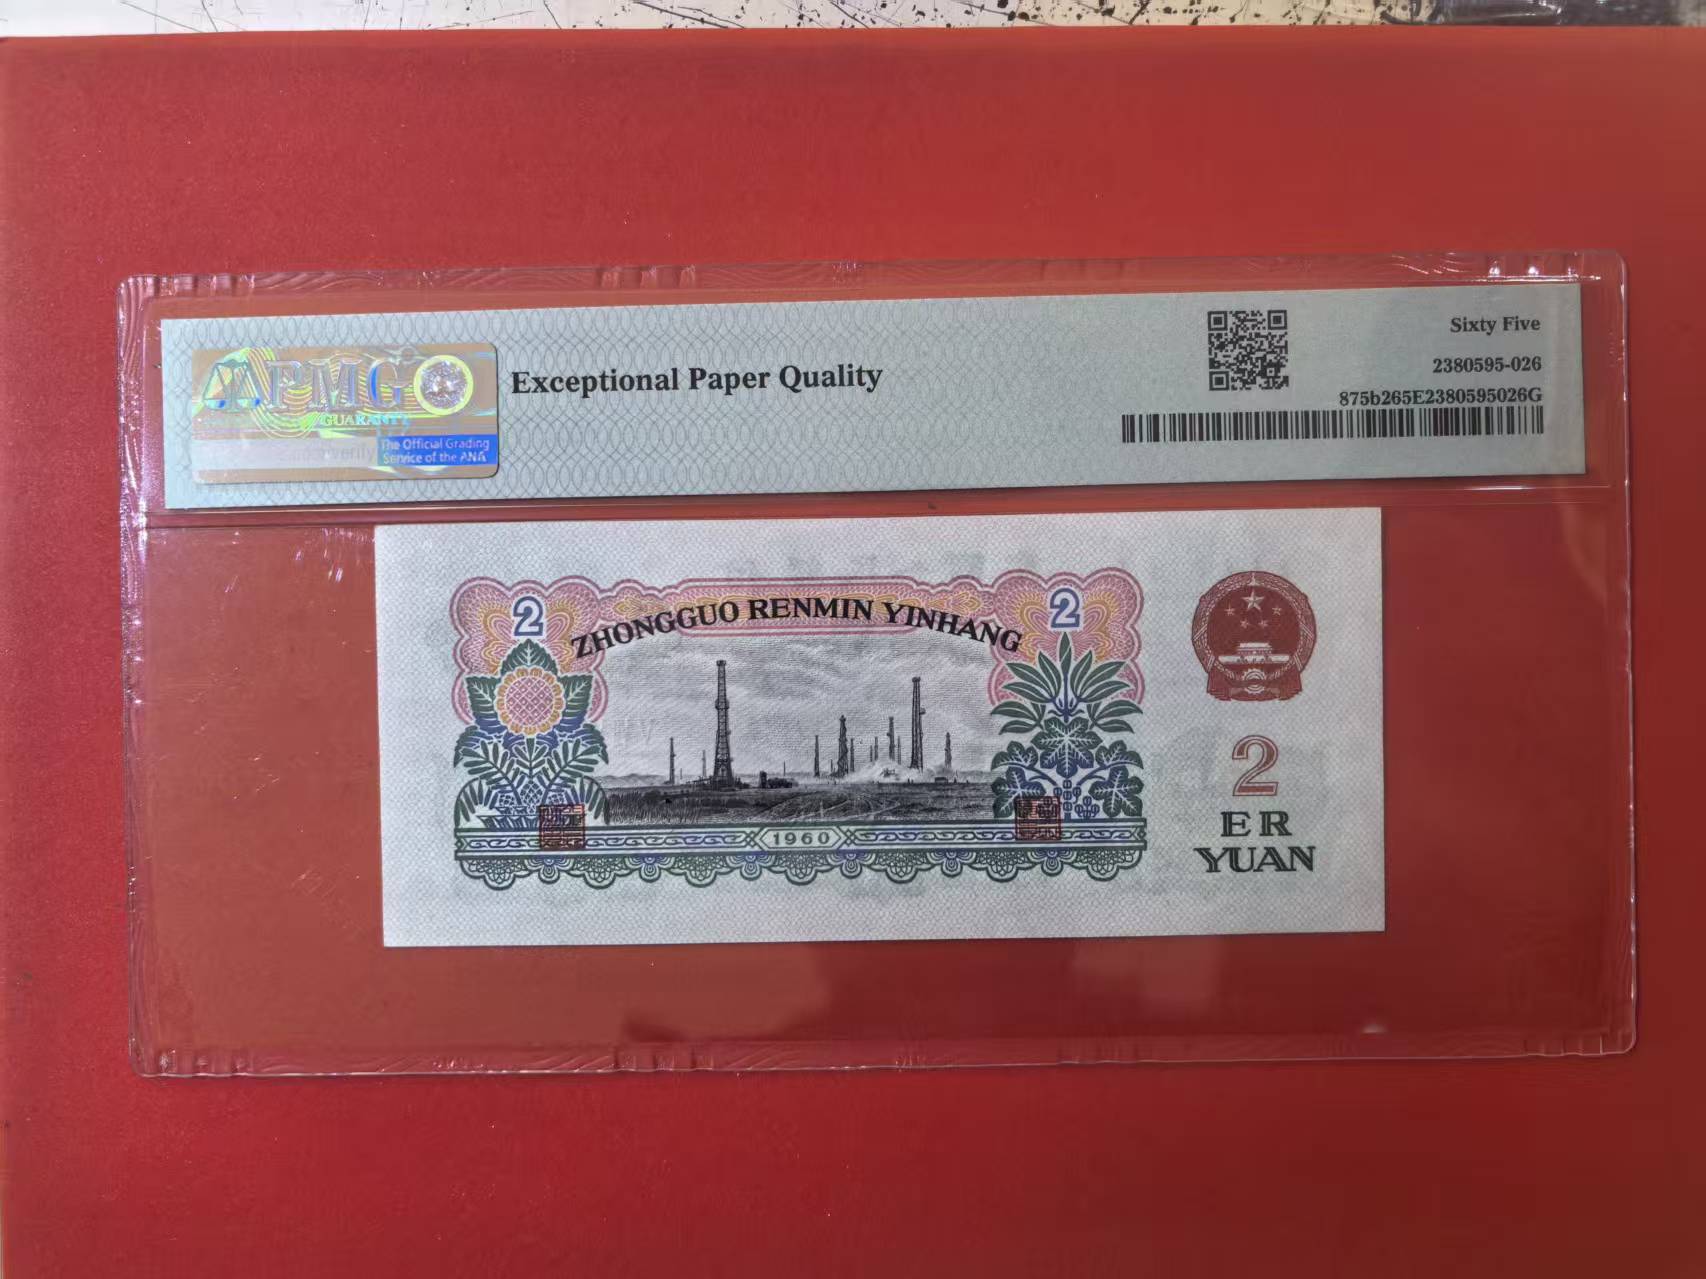 PMG
GUARANTY
The Official Grading
Service of the ANA
Exceptional Paper Quality
Sixty Five
2380595-026
875b265E2380595026G
2
2
ZHONGGUO RENMIN YINHANG
1960
2
ER
YUAN